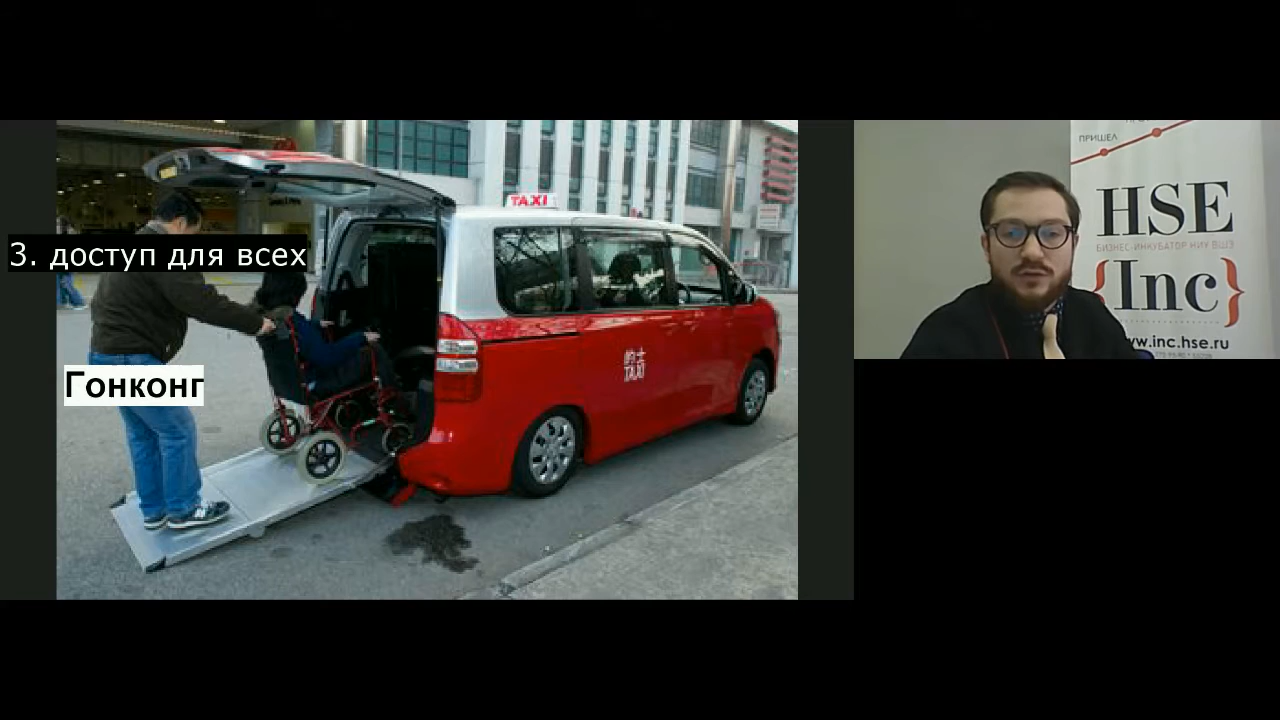 3. доступ для всех
Гонконг
TAXI
的士
TAXI
ПРИШЕЛ
HSE
БИЗНЕС-ИНКУБАТОР НИУ ВШЭ
{Inc}
www.inc.hse.ru